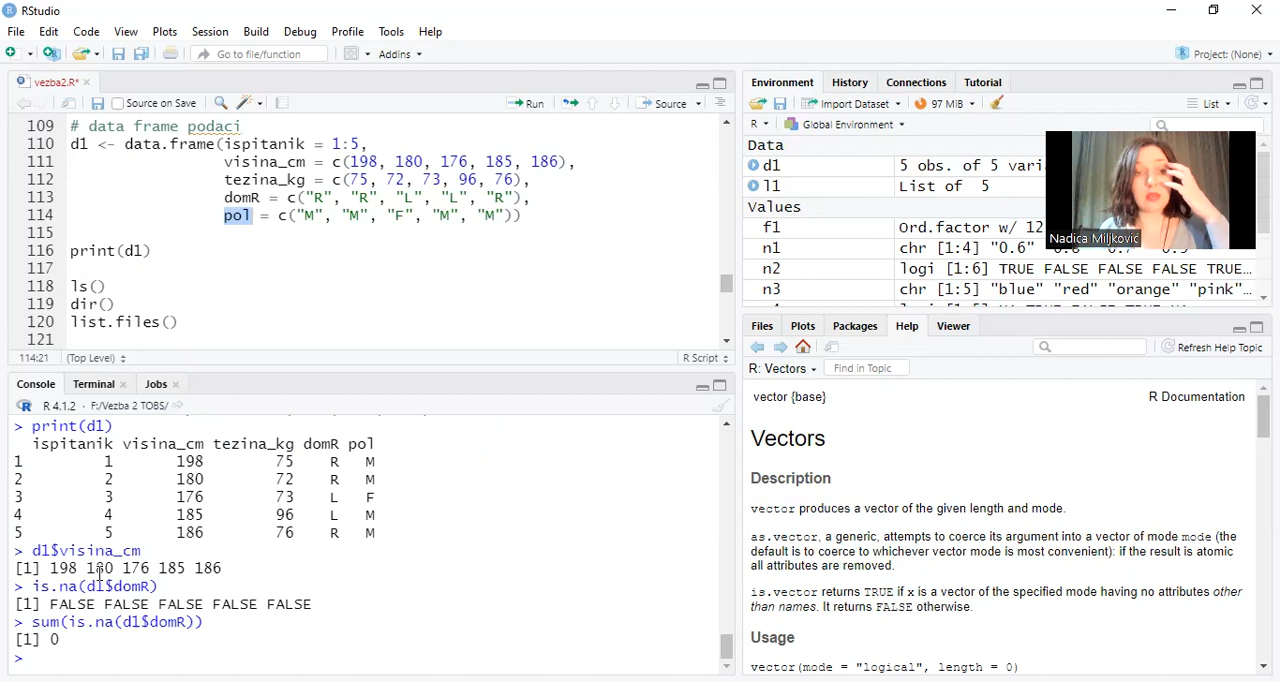 RStudio
File Edit Code View Plots Session Build Debug Profile Tools Help
Go to file/function Addins Project: (None)
vezba2.R*
Source on Save Run Source
109 # data frame podaci
110 d1 <- data.frame(ispitanik = 1:5,
111 visina_cm = c(198, 180, 176, 185, 186),
112 tezina_kg = c(75, 72, 73, 96, 76),
113 domR = c("R", "R", "L", "L", "R"),
114 pol = c("M", "M", "F", "M", "M"))
115
116 print(d1)
117
118 ls()
119 dir()
120 list.files()
121
114:21 (Top Level) R Script
Console Terminal Jobs
R 4.1.2 · F:/Vezba 2 TOBS/
> print(d1)
ispitanik visina_cm tezina_kg domR pol
1 1 198 75 R M
2 2 180 72 R M
3 3 176 73 L F
4 4 185 96 L M
5 5 186 76 R M
> d1$visina_cm
[1] 198 180 176 185 186
> is.na(d1$domR)
[1] FALSE FALSE FALSE FALSE FALSE
> sum(is.na(d1$domR))
[1] 0
>
Environment History Connections Tutorial
Import Dataset 97 MiB List
R Global Environment
Data
d1 5 obs. of 5 vari
l1 List of 5
Values
f1 Ord.factor w/ 12
n1 chr [1:4] "0.6"
n2 logi [1:6] TRUE FALSE FALSE FALSE TRUE…
n3 chr [1:5] "blue" "red" "orange" "pink"…
Nadica Miljković
Files Plots Packages Help Viewer
Refresh Help Topic
R: Vectors Find in Topic
vector {base} R Documentation
Vectors
Description
vector produces a vector of the given length and mode.
as.vector, a generic, attempts to coerce its argument into a vector of mode mode (the
default is to coerce to whichever vector mode is most convenient): if the result is atomic
all attributes are removed.
is.vector returns TRUE if x is a vector of the specified mode having no attributes other
than names. It returns FALSE otherwise.
Usage
vector(mode = "logical", length = 0)